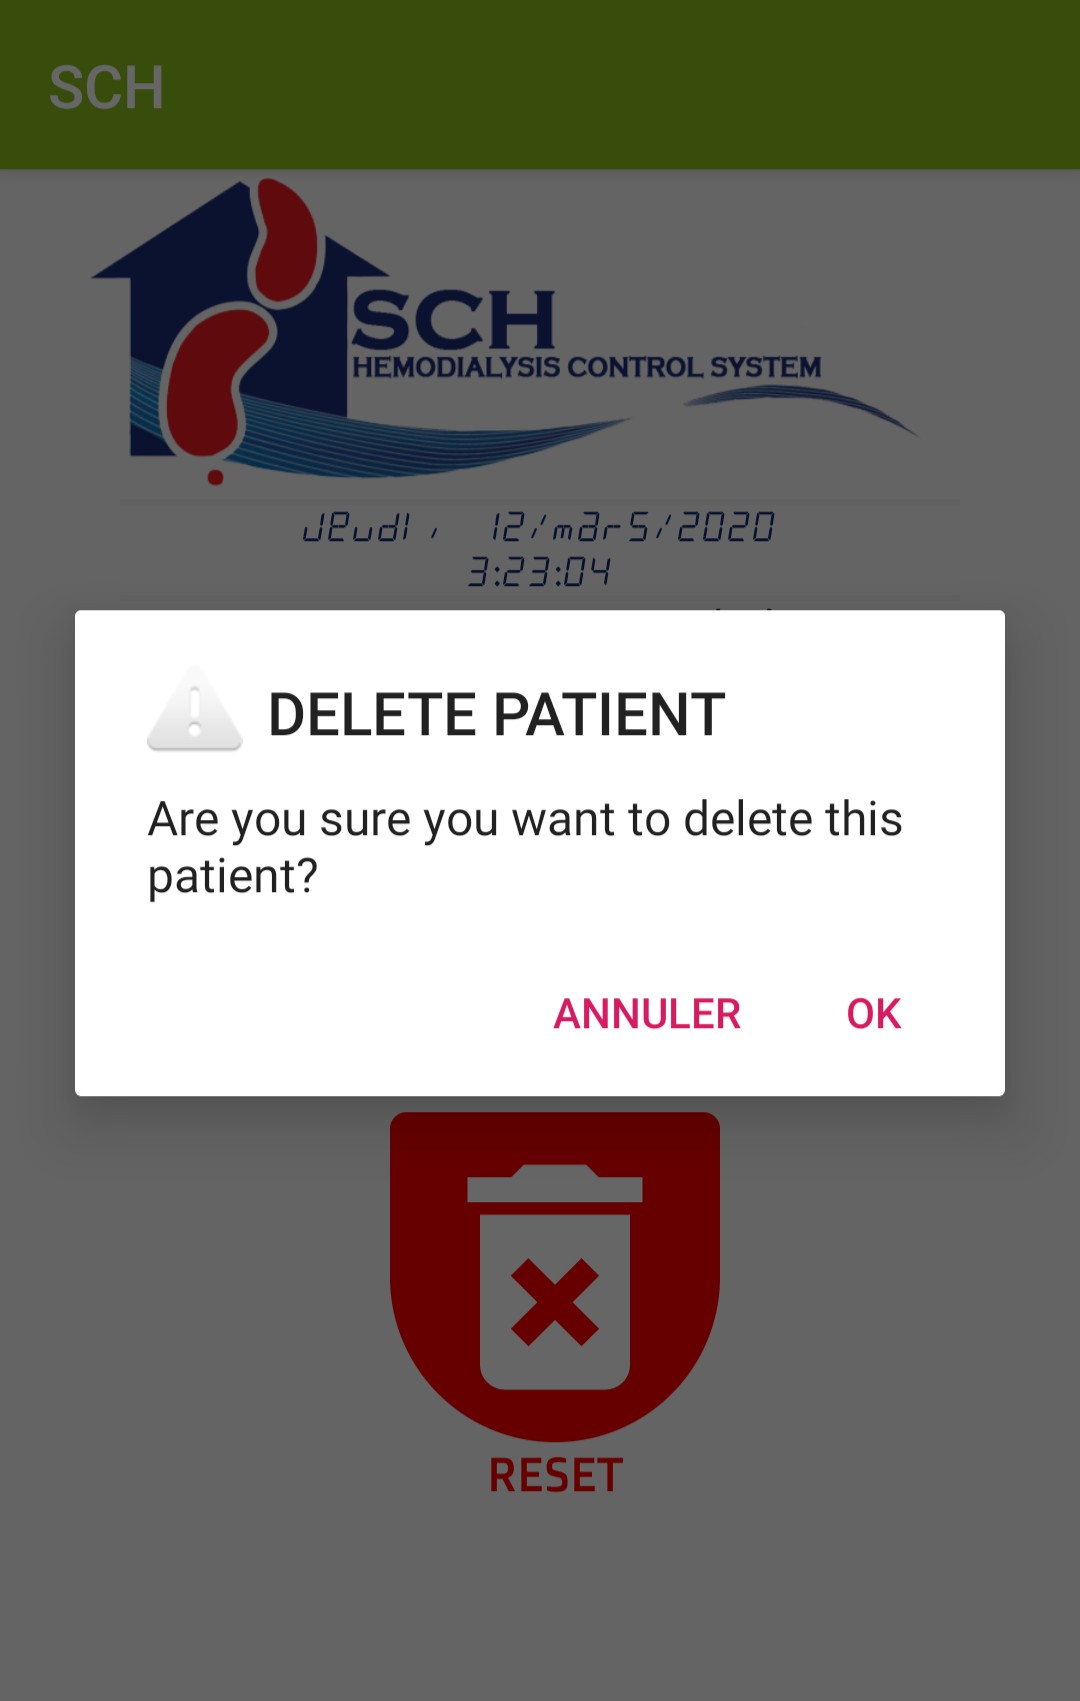 SCH
SCH
HEMODIALYSIS CONTROL SYSTEM
Jeudi, 12/mars/2020
3:23:04
DELETE PATIENT
Are you sure you want to delete this
patient?
ANNULER OK
RESET